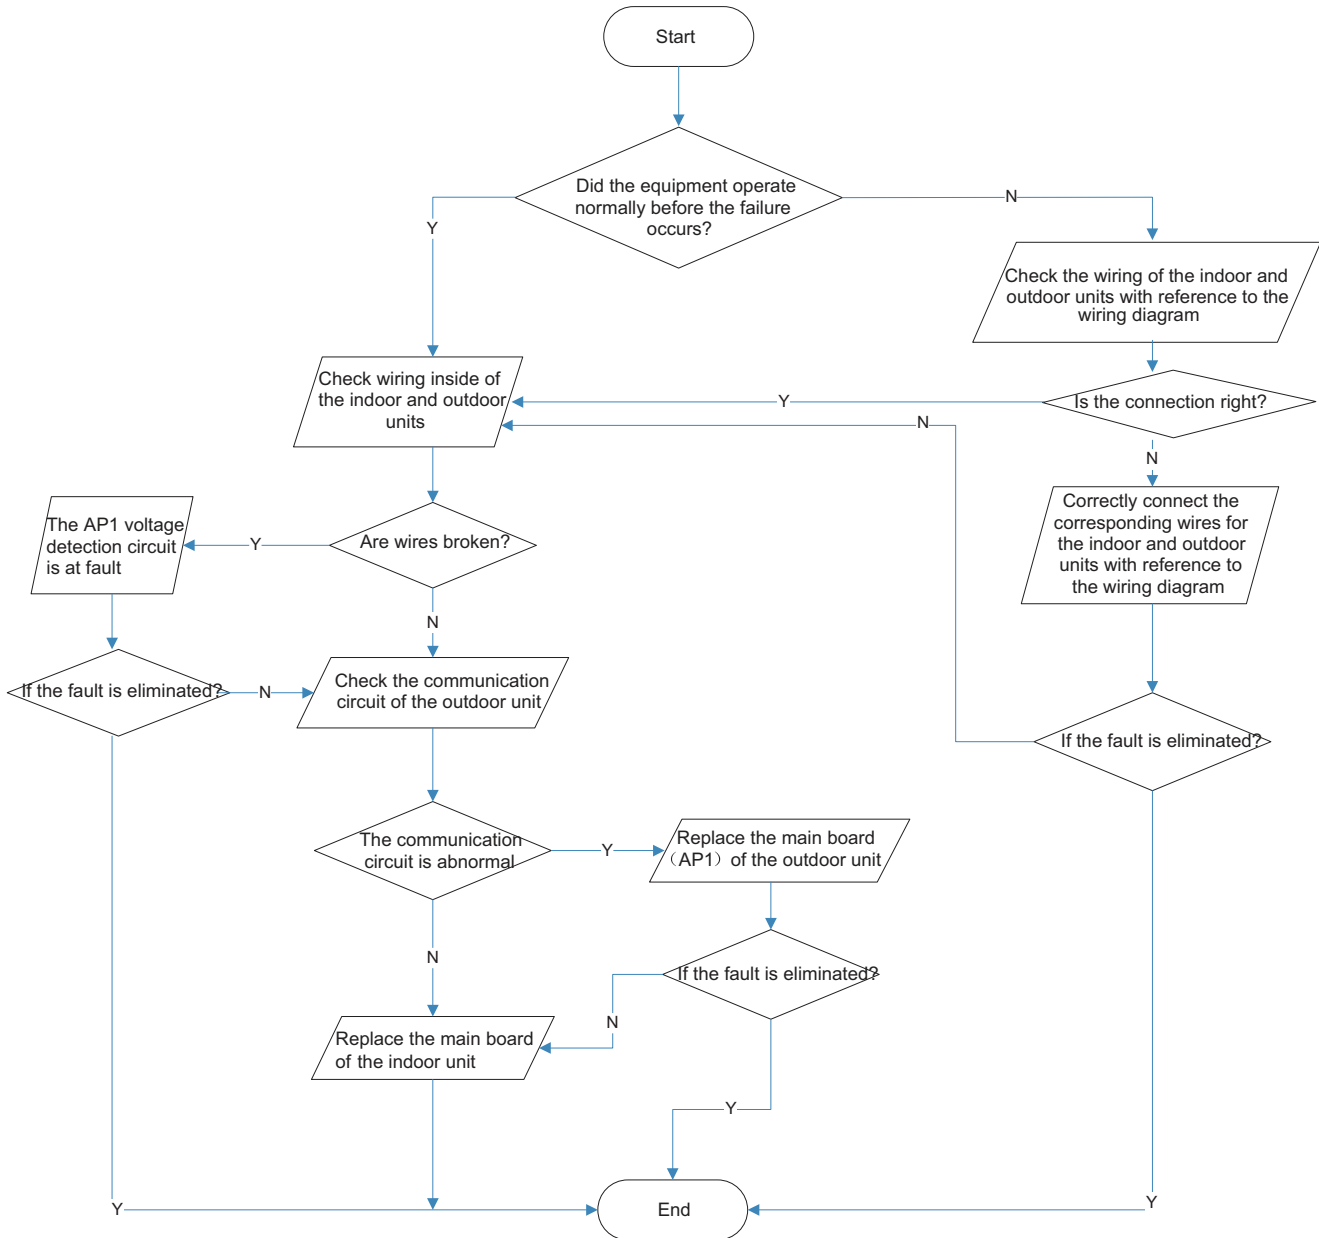 Start
Did the equipment operate
normally before the failure
occurs?
N
Y
Check the wiring of the indoor and
outdoor units with reference to the
wiring diagram
Check wiring inside of
the indoor and outdoor
units
Y
Is the connection right?
N
N
Correctly connect the
corresponding wires for
the indoor and outdoor
units with reference to
the wiring diagram
The AP1 voltage
detection circuit
is at fault
Y
Are wires broken?
N
If the fault is eliminated?
N
Check the communication
circuit of the outdoor unit
If the fault is eliminated?
The communication
circuit is abnormal
Y
Replace the main board
（AP1）of the outdoor unit
N
If the fault is eliminated?
N
Replace the main board
of the indoor unit
Y
Y
End
Y